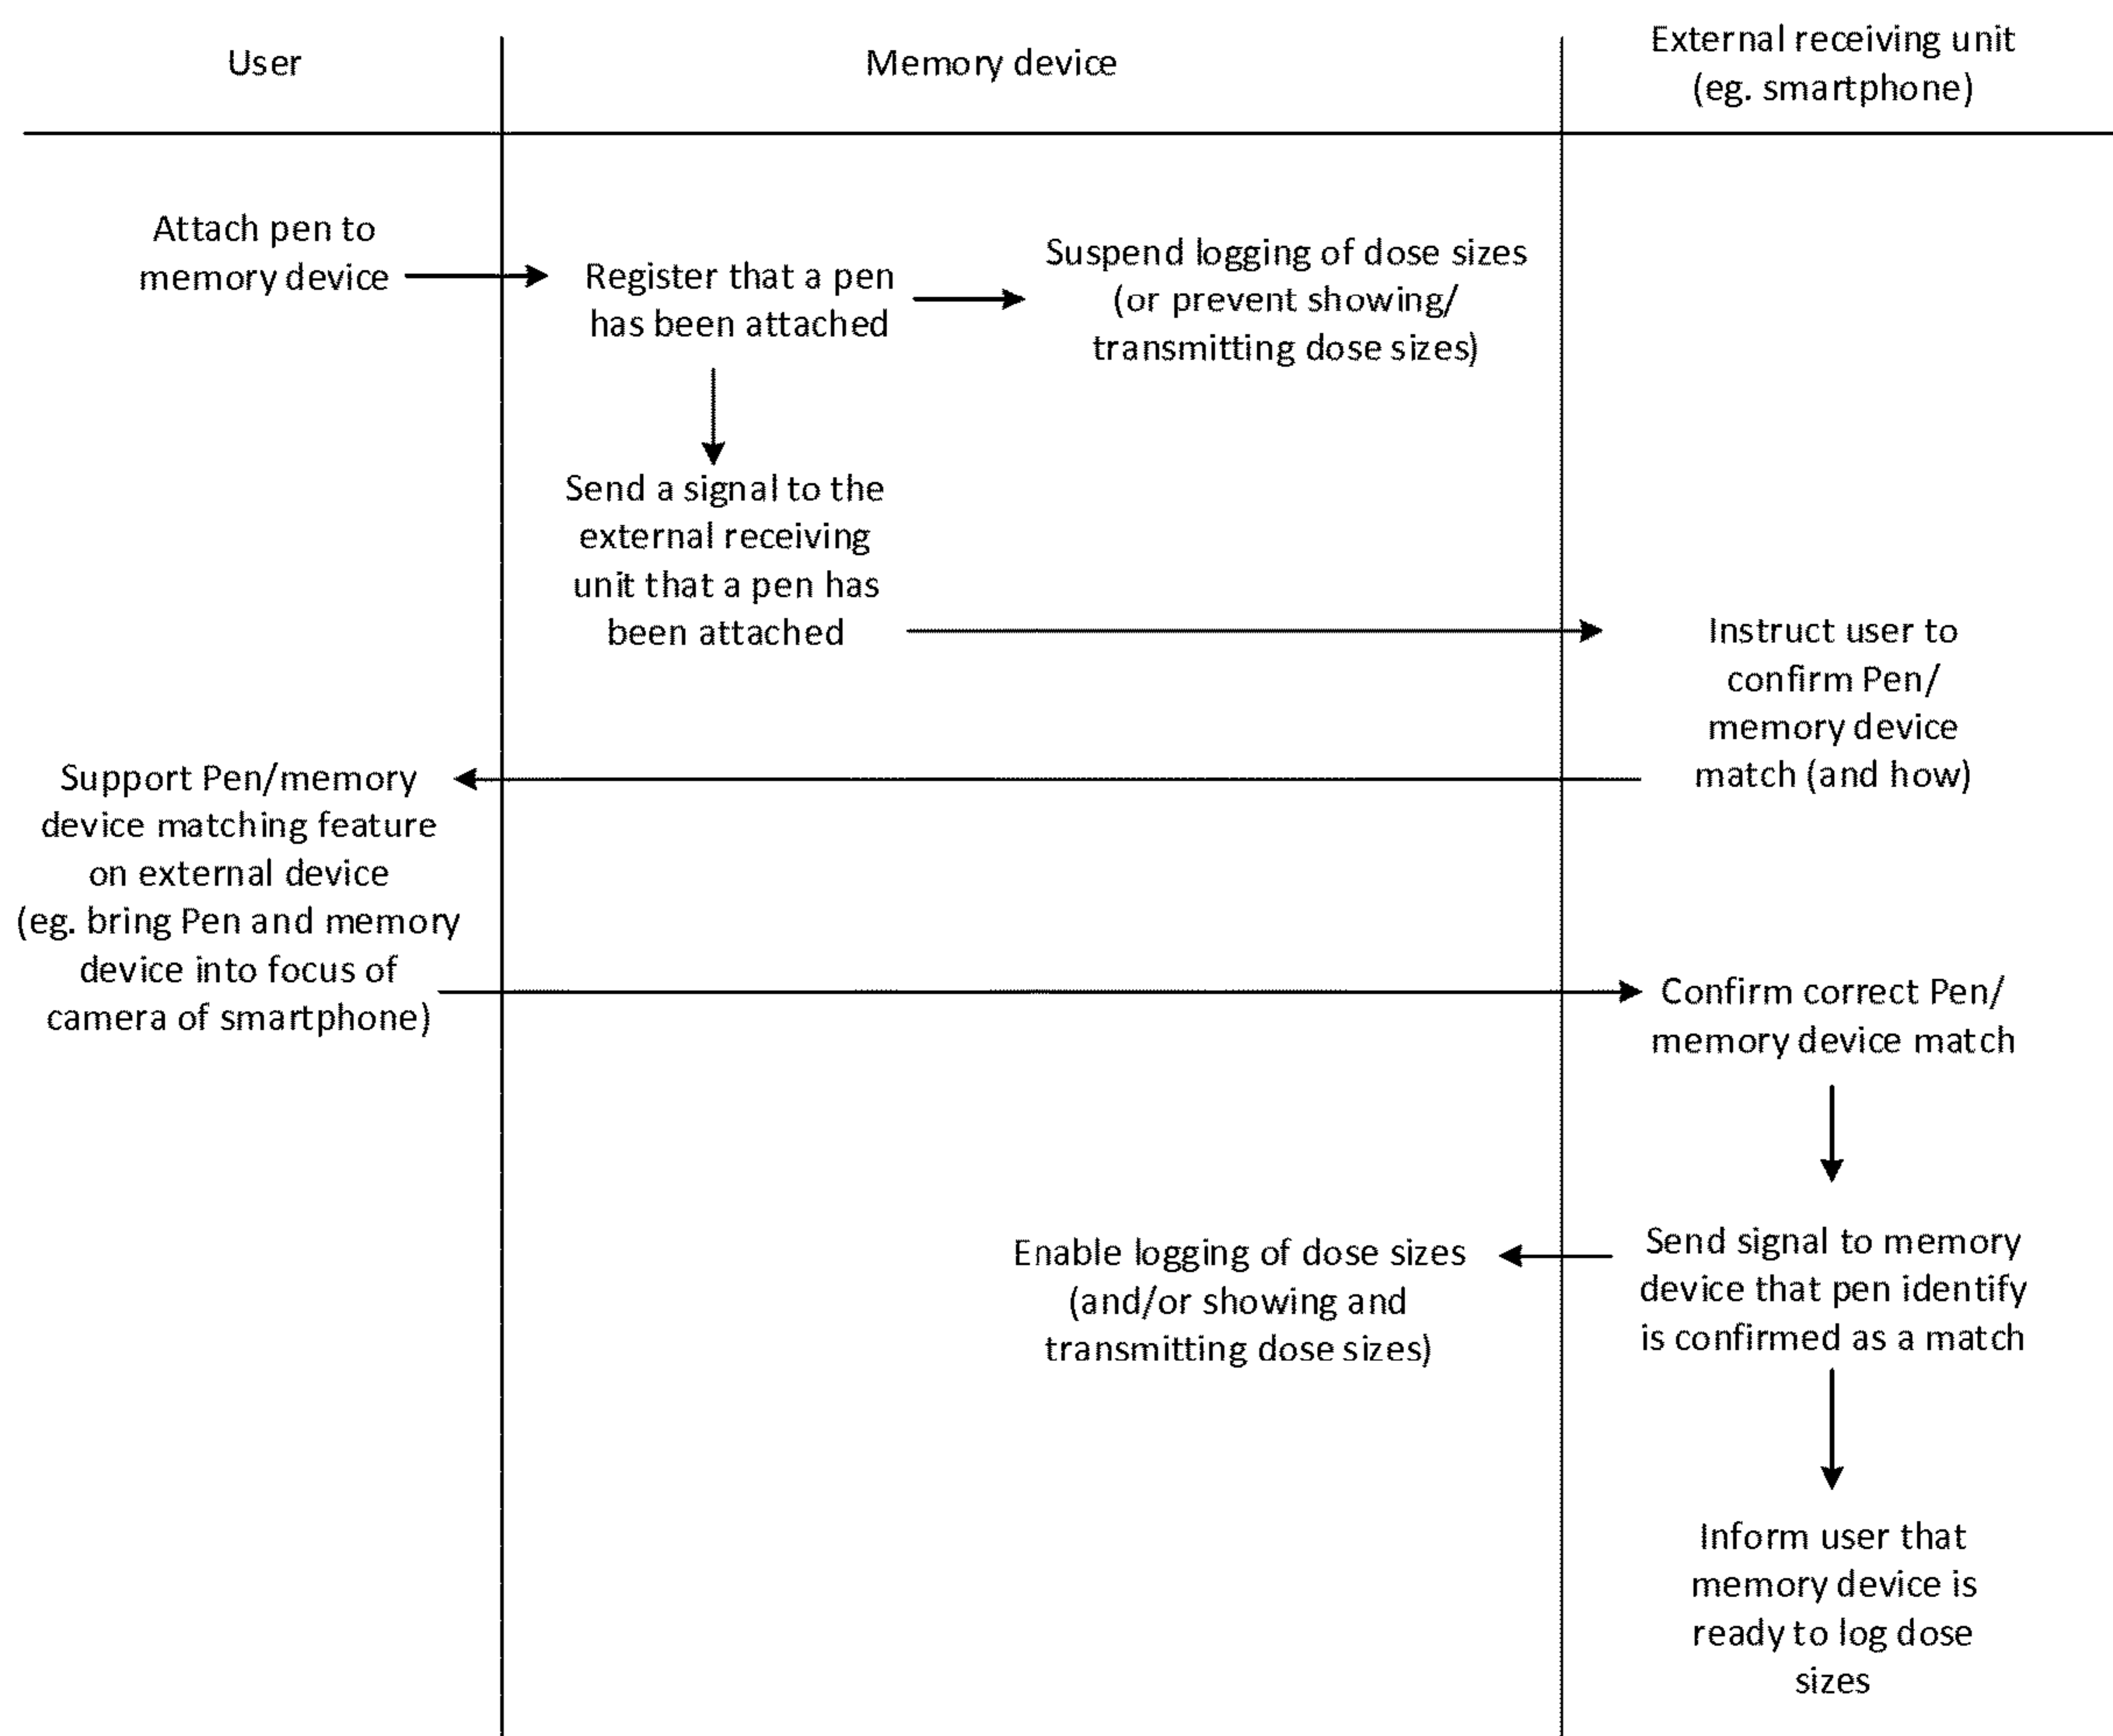 User
Memory device
External receiving unit
(eg. smartphone)
Attach pen to
memory device
Register that a pen
has been attached
Suspend logging of dose sizes
(or prevent showing/
transmitting dose sizes)
Send a signal to the
external receiving
unit that a pen has
been attached
Instruct user to
confirm Pen/
memory device
match (and how)
Support Pen/memory
device matching feature
on external device
(eg. bring Pen and memory
device into focus of
camera of smartphone)
Confirm correct Pen/
memory device match
Send signal to memory
device that pen identify
is confirmed as a match
Enable logging of dose sizes
(and/or showing and
transmitting dose sizes)
Inform user that
memory device is
ready to log dose
sizes